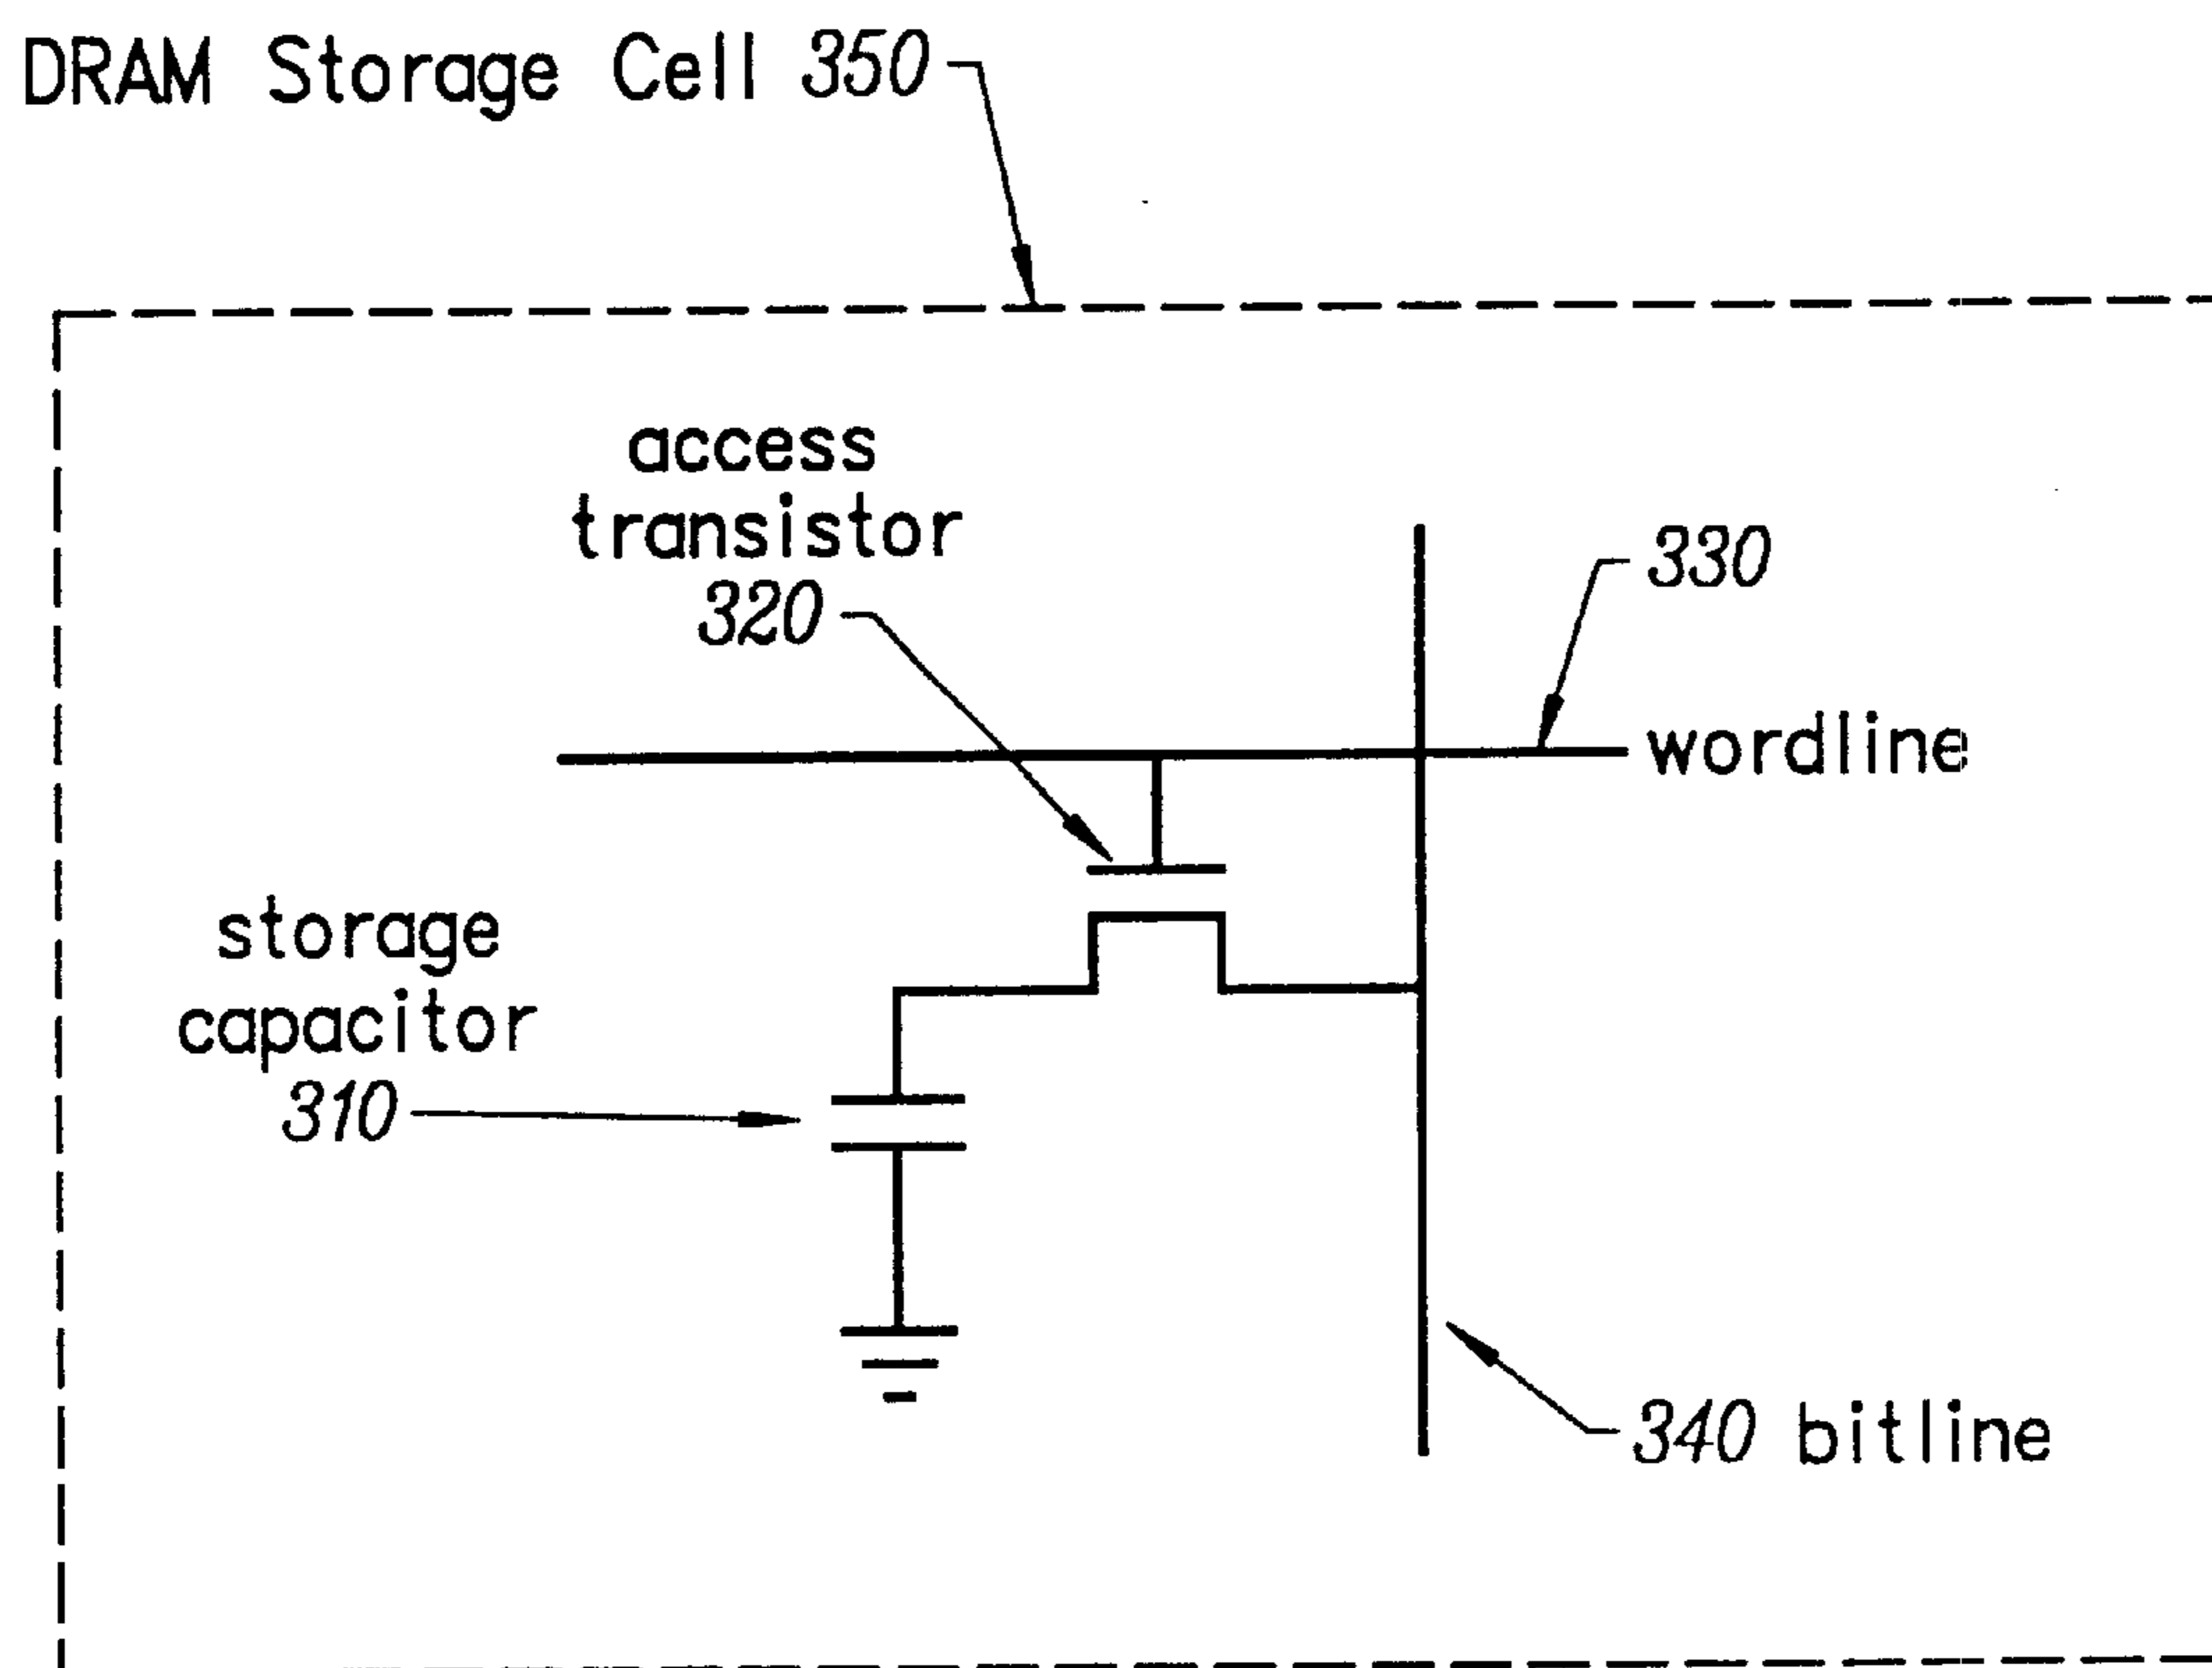 DRAM Storage Cell 350
access
transistor
320
330
wordline
storage
capacitor
310
340 bitline